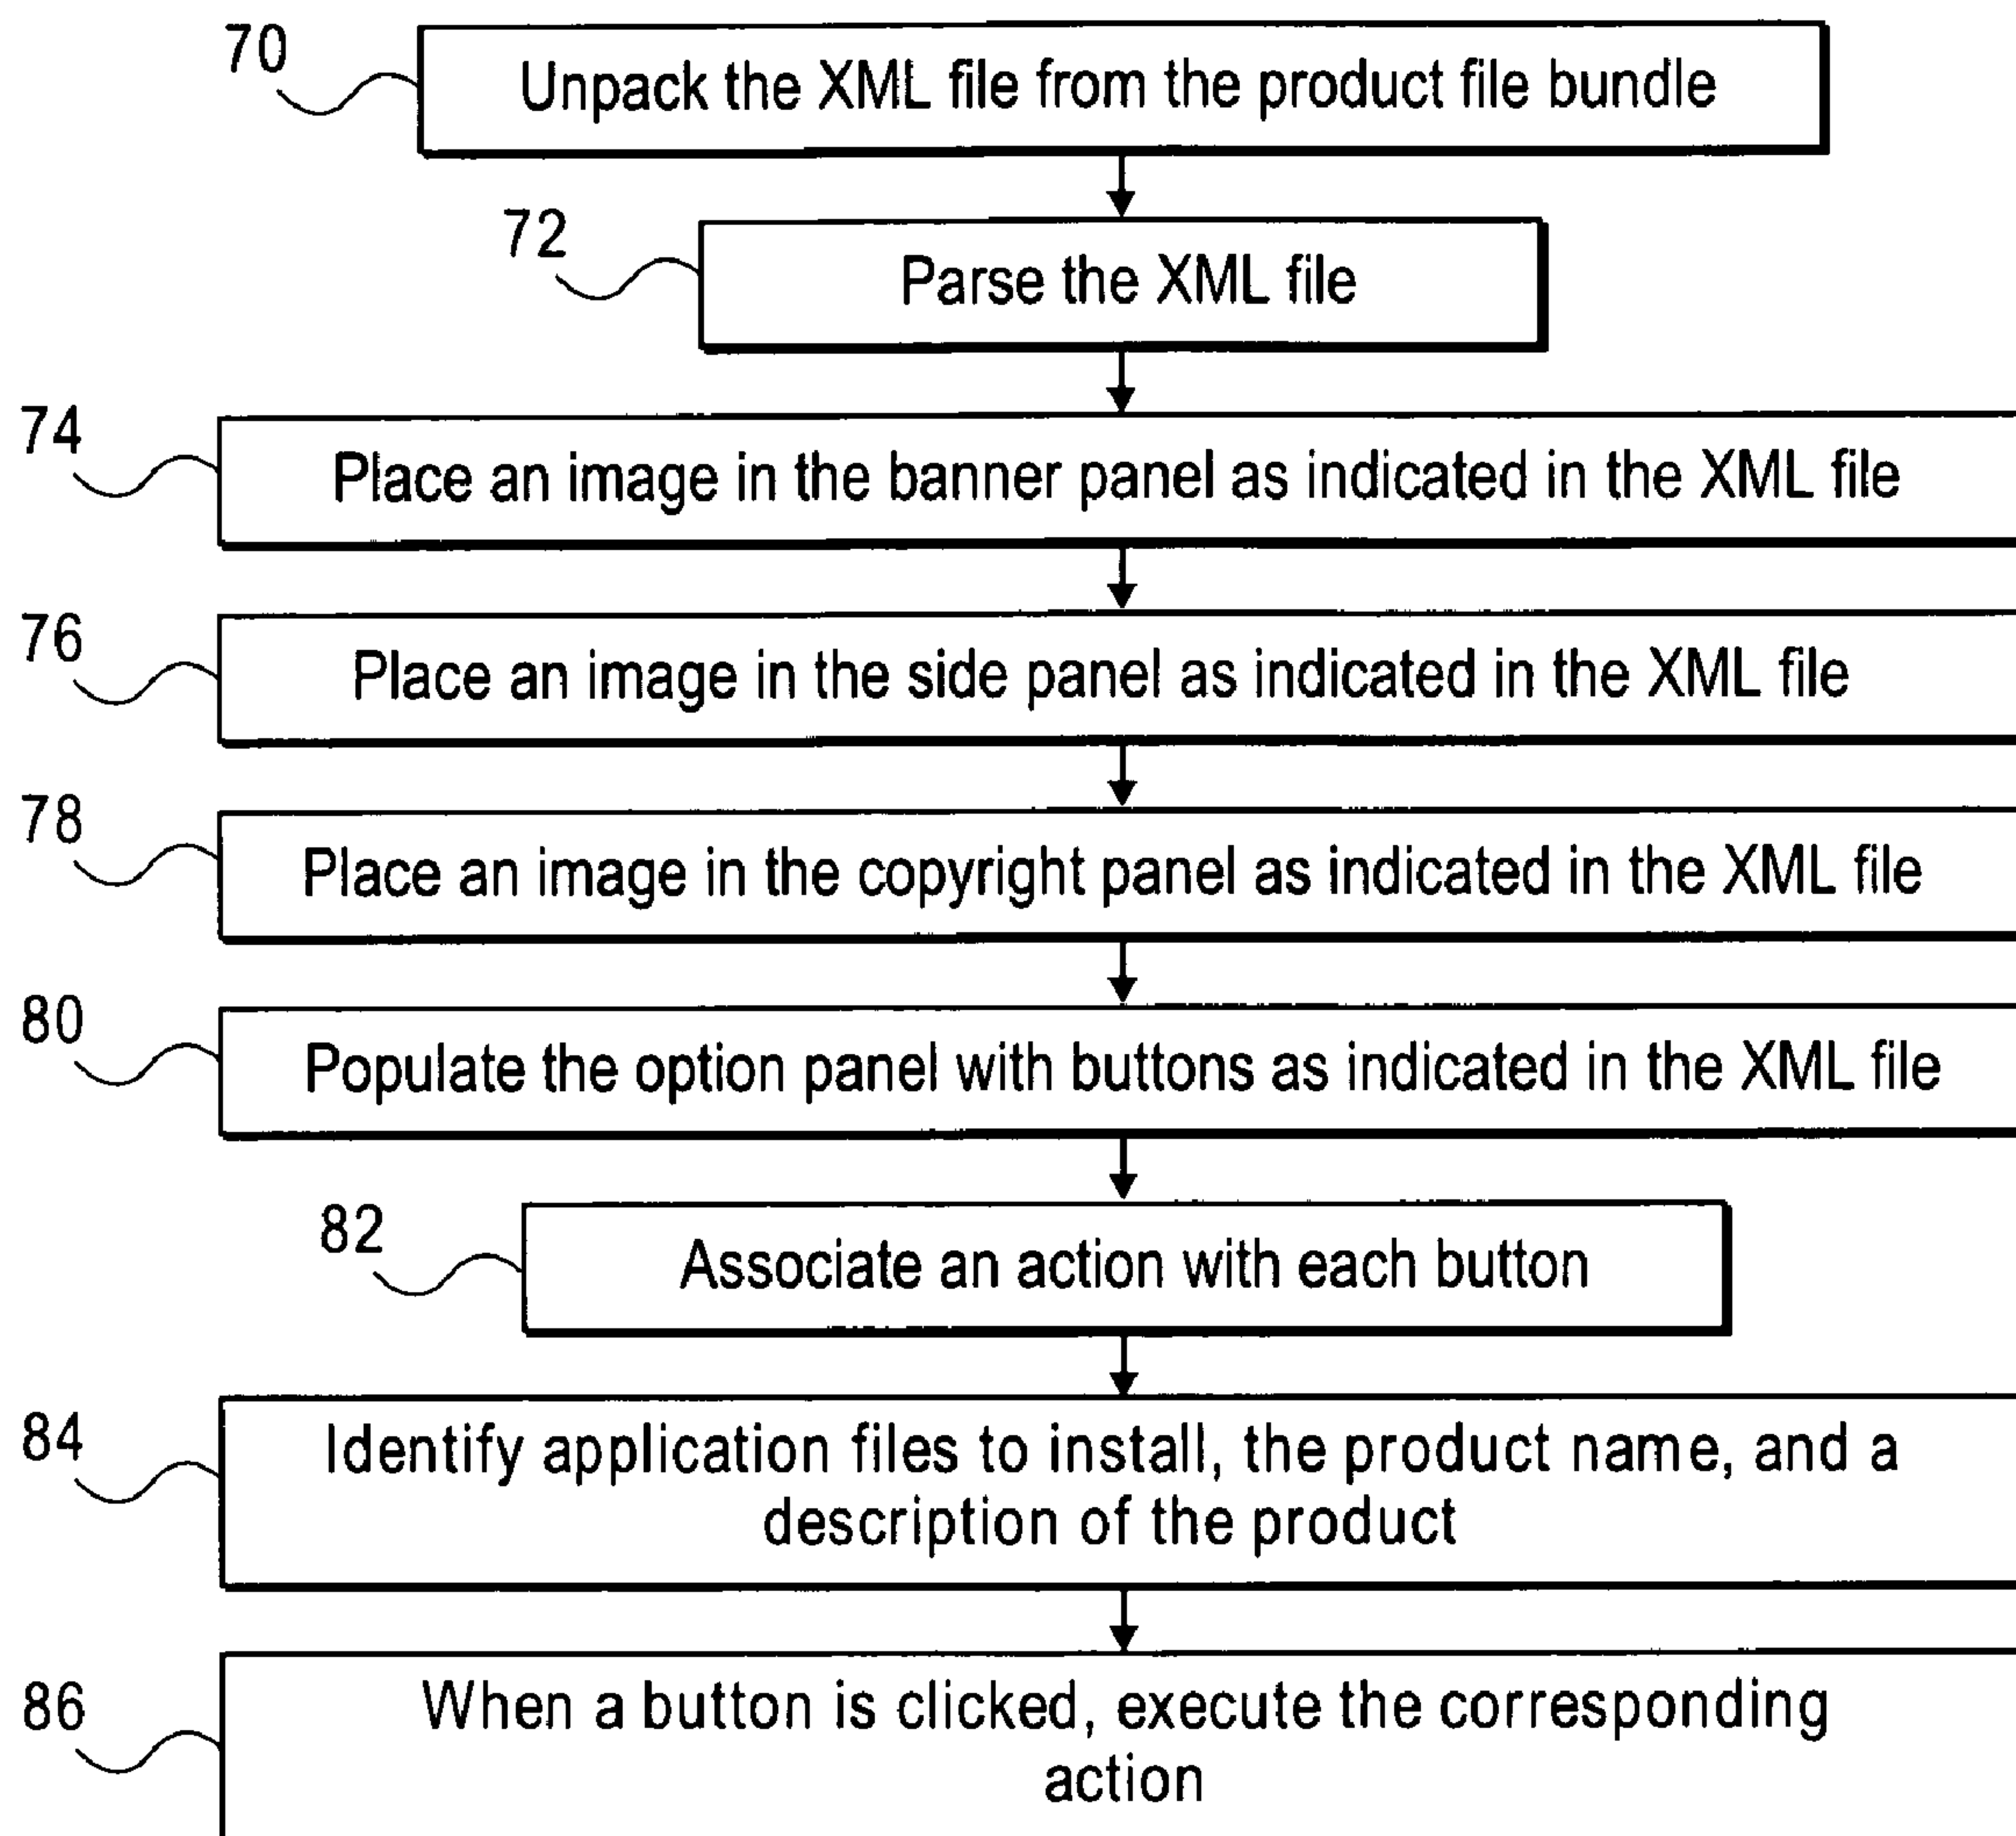 70
Unpack the XML file from the product file bundle
72
Parse the XML file
74
Place an image in the banner panel as indicated in the XML file
76
Place an image in the side panel as indicated in the XML file
78
Place an image in the copyright panel as indicated in the XML file
80
Populate the option panel with buttons as indicated in the XML file
82
Associate an action with each button
84
Identify application files to install, the product name, and a
description of the product
86
When a button is clicked, execute the corresponding
action